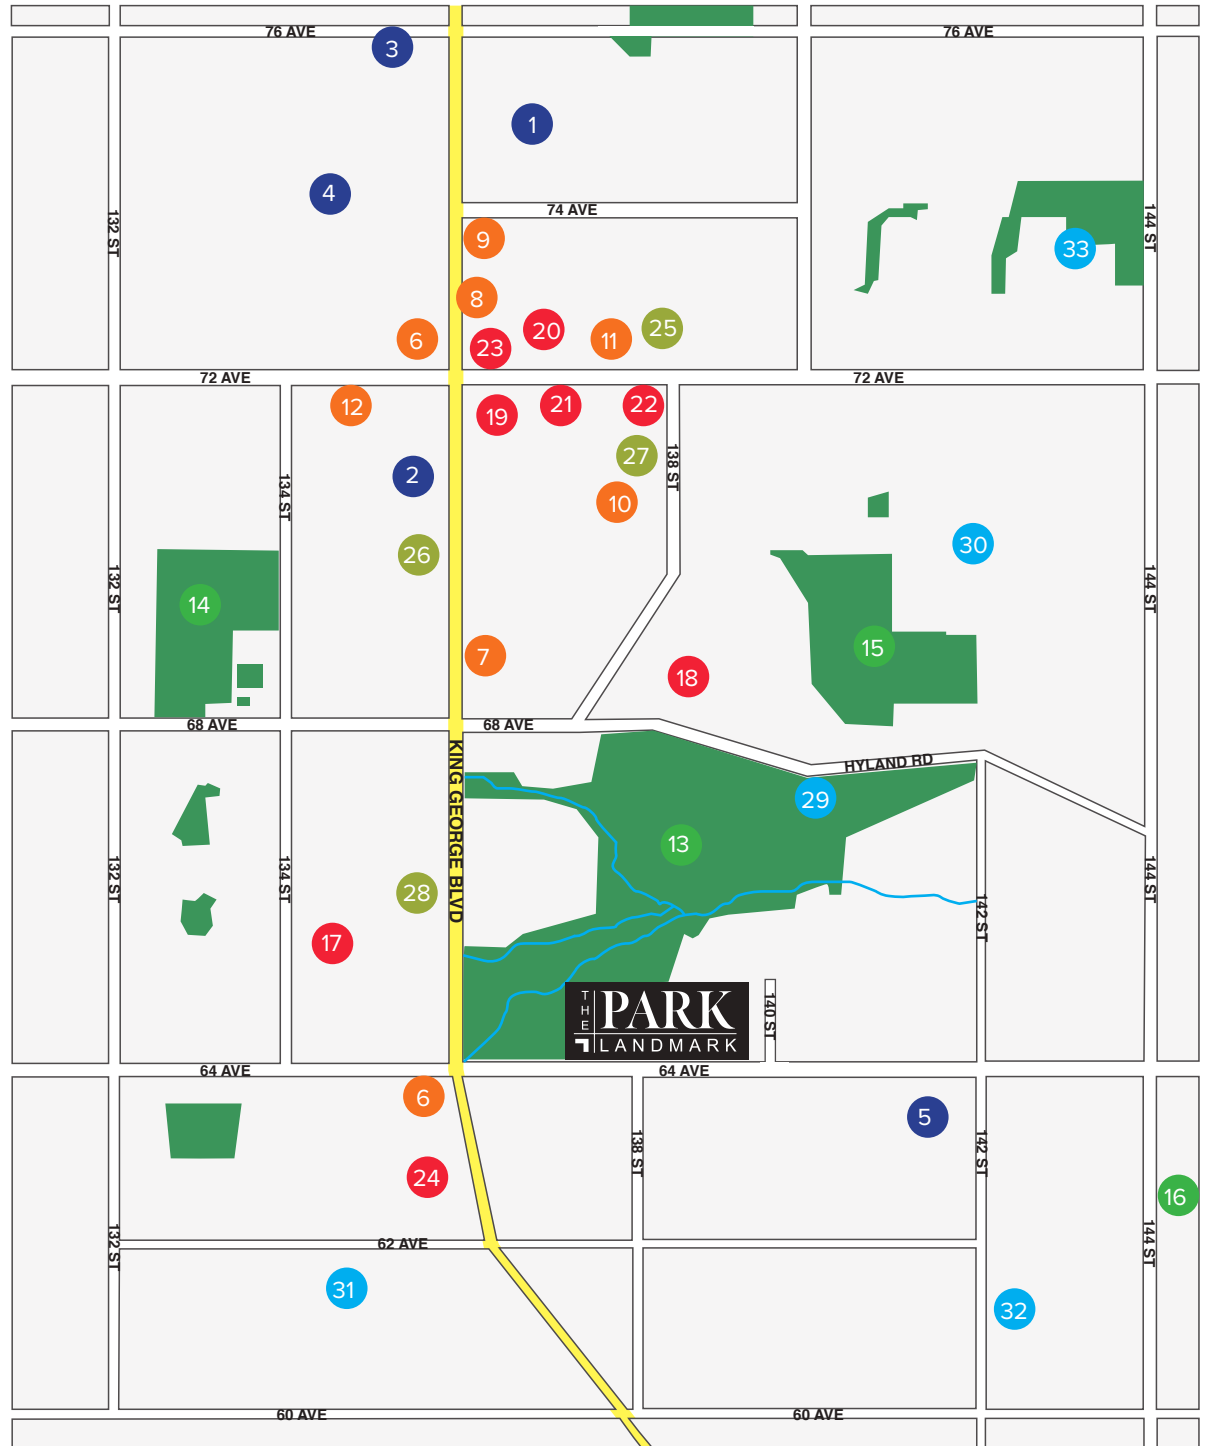 76 AVE
76 AVE
3
1
4
132 ST
74 AVE
144 ST
9
33
8
6
23
20
11
25
72 AVE
72 AVE
12
19
21
22
138 ST
27
2
134 ST
10
26
30
132 ST
14
144 ST
7
18
15
68 AVE
68 AVE
HYLAND RD
KING GEORGE BLVD
29
13
132 ST
134 ST
28
144 ST
142 ST
17
THE
PARK
LANDMARK
140 ST
64 AVE
64 AVE
6
5
138 ST
142 ST
24
16
132 ST
62 AVE
144 ST
31
32
60 AVE
60 AVE